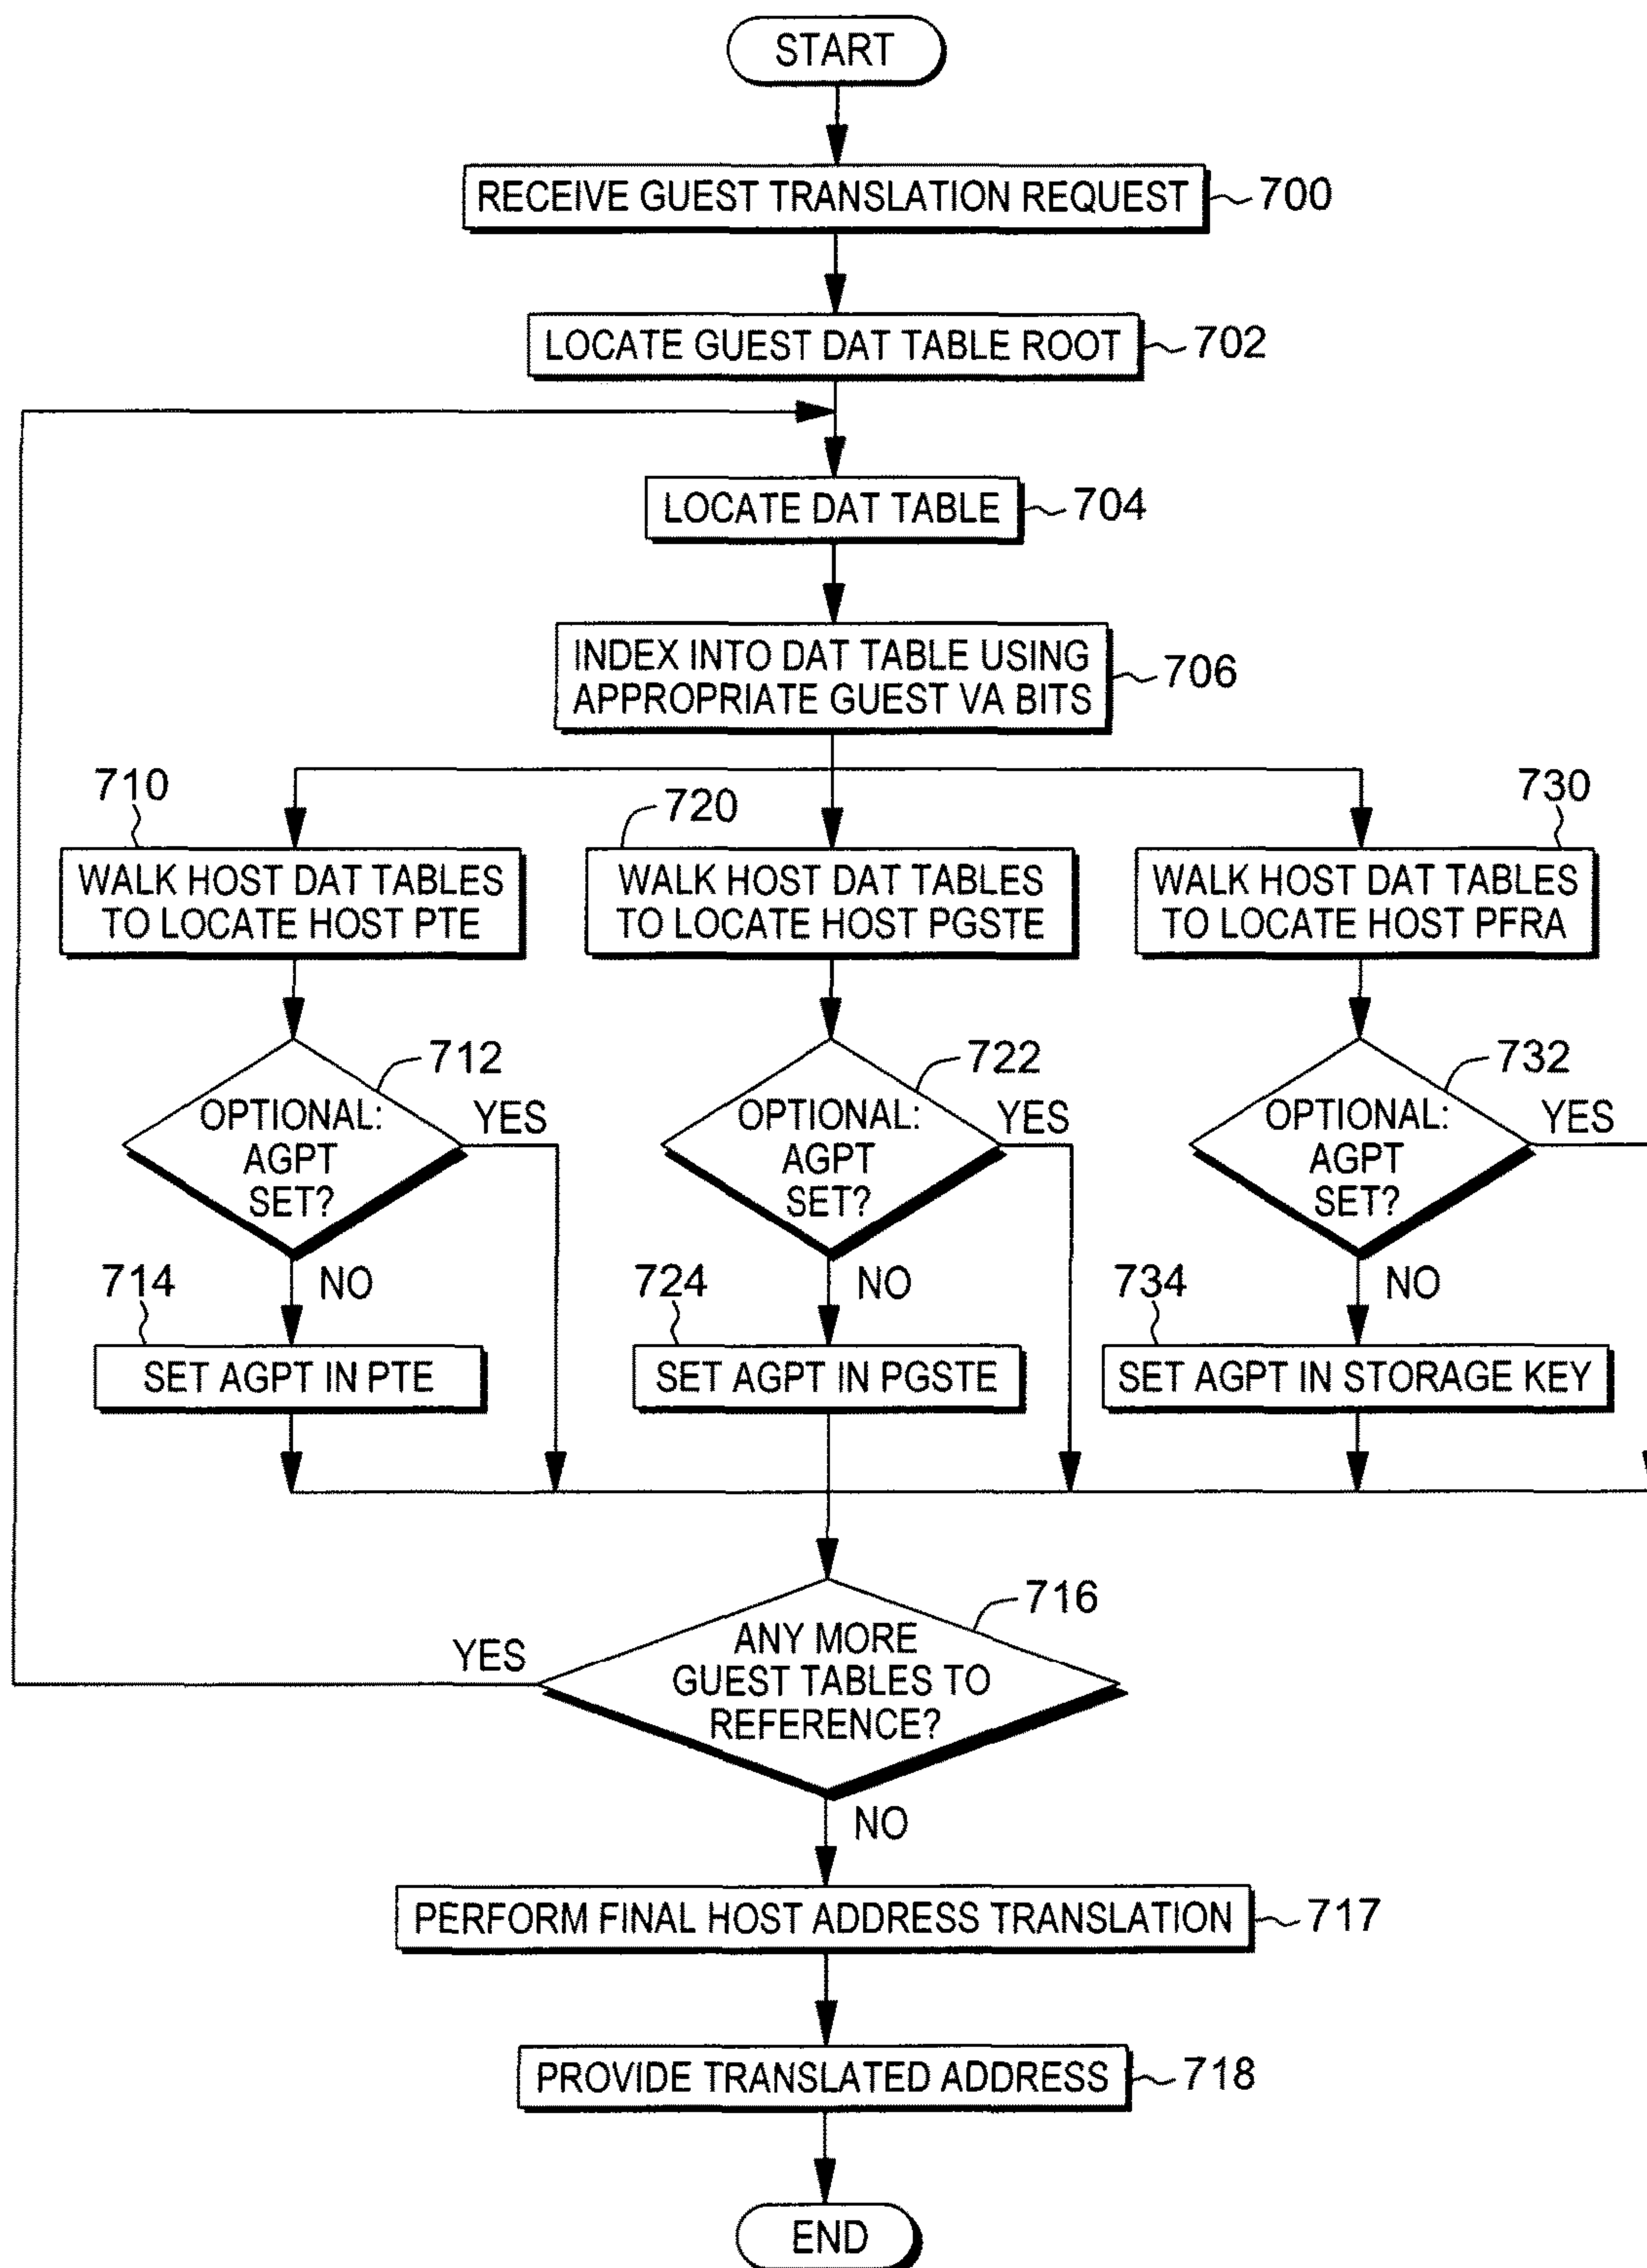 START
RECEIVE GUEST TRANSLATION REQUEST
700
LOCATE GUEST DAT TABLE ROOT
702
LOCATE DAT TABLE
704
INDEX INTO DAT TABLE USING
APPROPRIATE GUEST VA BITS
706
710
720
730
WALK HOST DAT TABLES
TO LOCATE HOST PTE
WALK HOST DAT TABLES
TO LOCATE HOST PGSTE
WALK HOST DAT TABLES
TO LOCATE HOST PFRA
712
OPTIONAL:
AGPT
SET?
YES
NO
722
OPTIONAL:
AGPT
SET?
YES
NO
732
OPTIONAL:
AGPT
SET?
YES
NO
714
SET AGPT IN PTE
724
SET AGPT IN PGSTE
734
SET AGPT IN STORAGE KEY
716
ANY MORE
GUEST TABLES TO
REFERENCE?
YES
NO
PERFORM FINAL HOST ADDRESS TRANSLATION
717
PROVIDE TRANSLATED ADDRESS
718
END